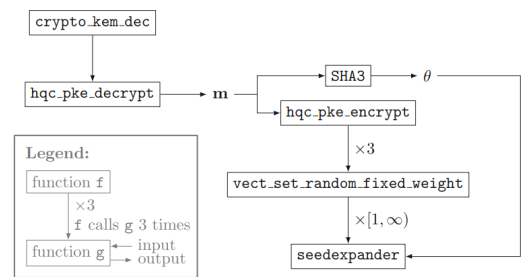 crypto_kem_dec
hqc_pke_decrypt
m
SHA3
θ
hqc_pke_encrypt
×3
vect_set_random_fixed_weight
×[1, ∞)
seedexpander
Legend:
function f
×3
f calls g 3 times
function g
input
output